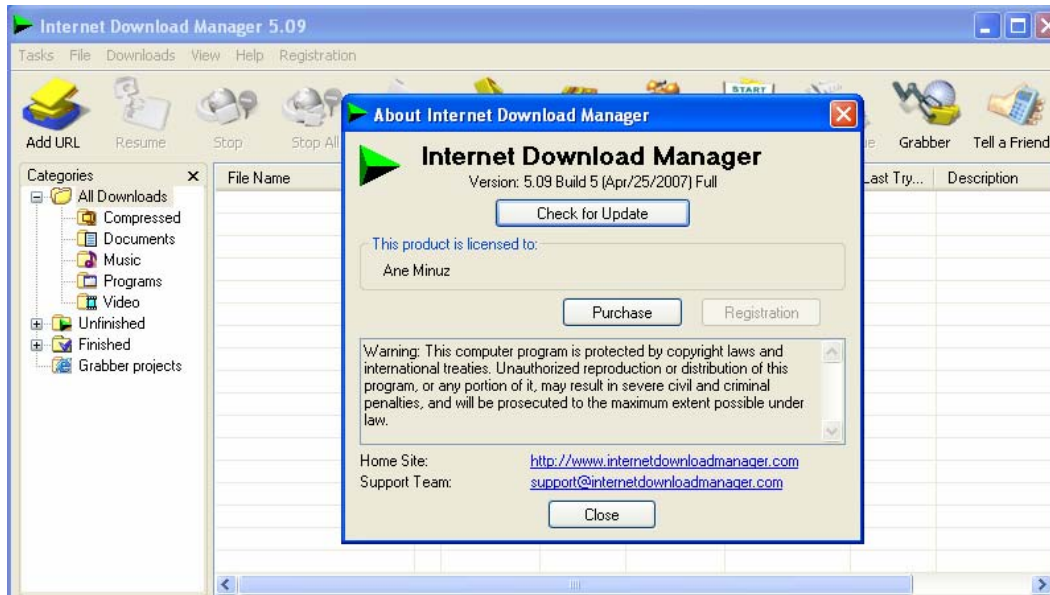 Internet Download Manager 5.09
Tasks File Downloads View Help Registration
START
Add URL Resume Stop Stop All Grabber Tell a Friend
About Internet Download Manager
Internet Download Manager
Version: 5.09 Build 5 (Apr/25/2007) Full
Check for Update
This product is licensed to:
Ane Minuz
Purchase Registration
Warning: This computer program is protected by copyright laws and
international treaties. Unauthorized reproduction or distribution of this
program, or any portion of it, may result in severe civil and criminal
penalties, and will be prosecuted to the maximum extent possible under
law.
Home Site: http://www.internetdownloadmanager.com
Support Team: support@internetdownloadmanager.com
Close
Categories
All Downloads
Compressed
Documents
Music
Programs
Video
Unfinished
Finished
Grabber projects
File Name Last Try... Description